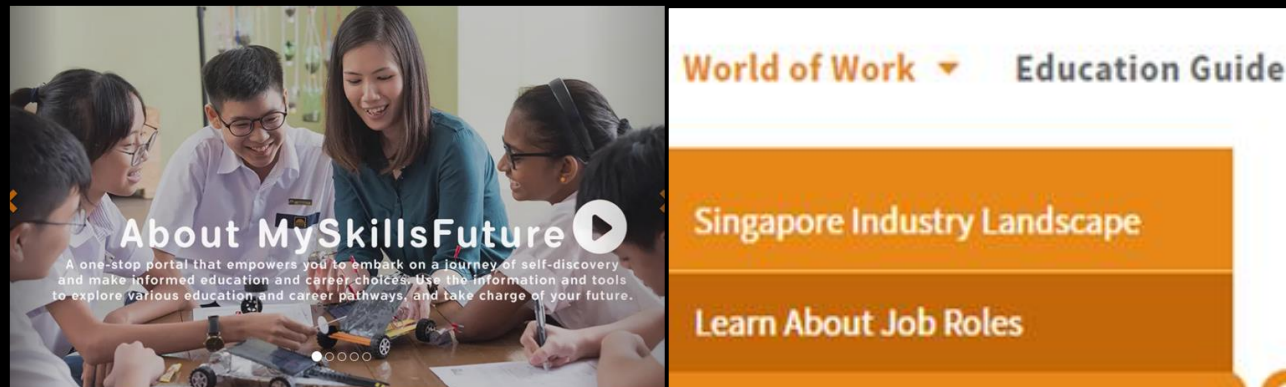 About MySkillsFuture
A one-stop portal that empowers you to embark on a journey of self-discovery
and make informed education and career choices. Use the information and tools
to explore various education and career pathways, and take charge of your future.
World of Work
Education Guide
Singapore Industry Landscape
Learn About Job Roles